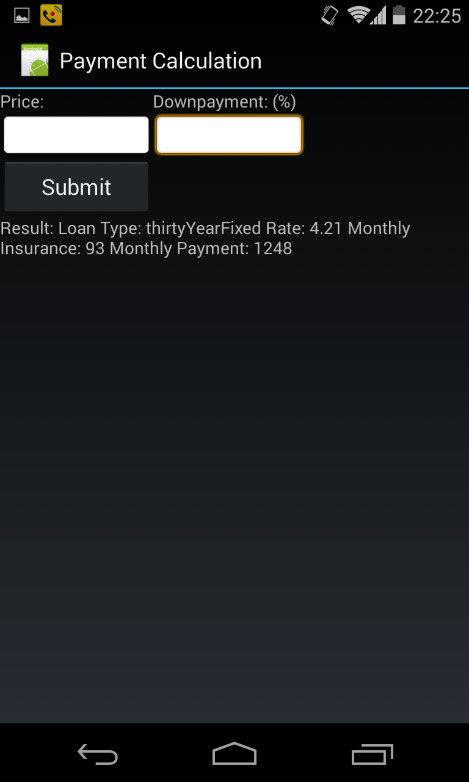 22:25
Payment Calculation
Price: Downpayment: (%)
Submit
Result: Loan Type: thirtyYearFixed Rate: 4.21 Monthly
Insurance: 93 Monthly Payment: 1248